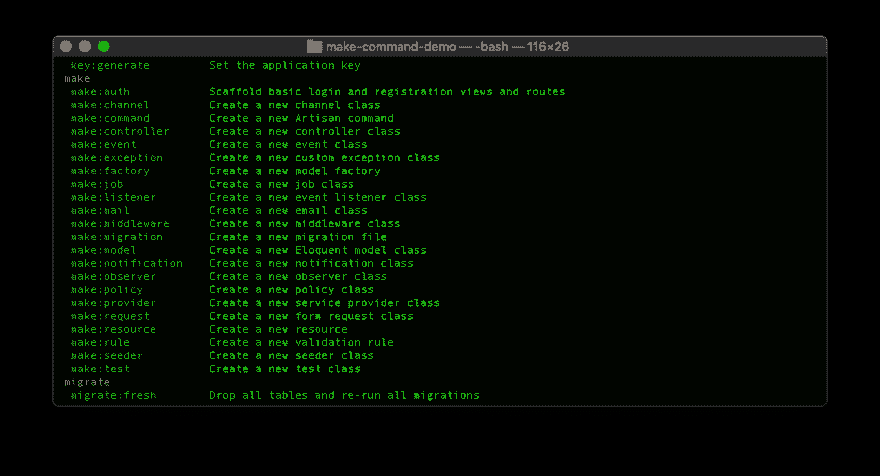 make-command-demo — -bash — 116×26
key:generate Set the application key
make
make:auth Scaffold basic login and registration views and routes
make:channel Create a new channel class
make:command Create a new Artisan command
make:controller Create a new controller class
make:event Create a new event class
make:exception Create a new custom exception class
make:factory Create a new model factory
make:job Create a new job class
make:listener Create a new event listener class
make:mail Create a new email class
make:middleware Create a new middleware class
make:migration Create a new migration file
make:model Create a new Eloquent model class
make:notification Create a new notification class
make:observer Create a new observer class
make:policy Create a new policy class
make:provider Create a new service provider class
make:request Create a new form request class
make:resource Create a new resource
make:rule Create a new validation rule
make:seeder Create a new seeder class
make:test Create a new test class
migrate
migrate:fresh Drop all tables and re-run all migrations